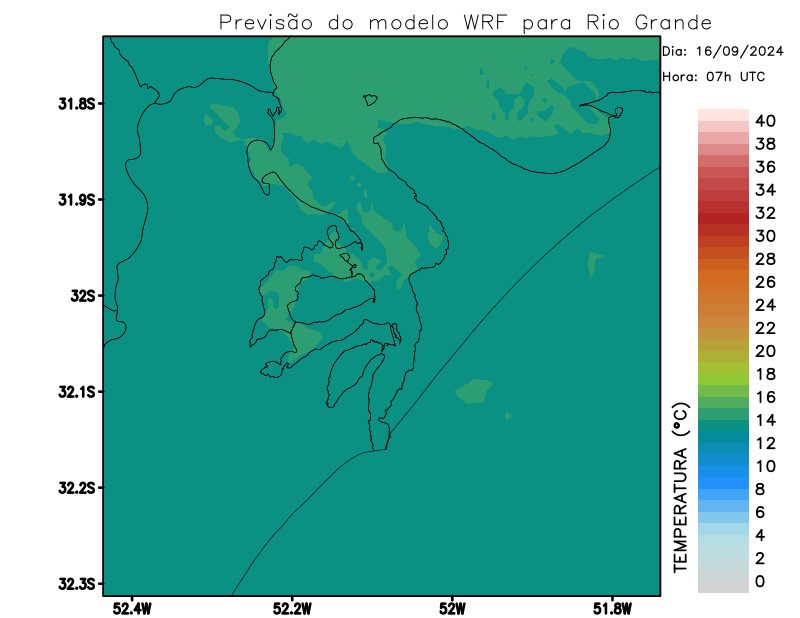 Previsão do modelo WRF para Rio Grande
Dia: 16/09/2024
Hora: 07h UTC
31.8S
31.9S
32S
32.1S
32.2S
32.3S
52.4W
52.2W
52W
51.8W
TEMPERATURA (°C)
40
38
36
34
32
30
28
26
24
22
20
18
16
14
12
10
8
6
4
2
0